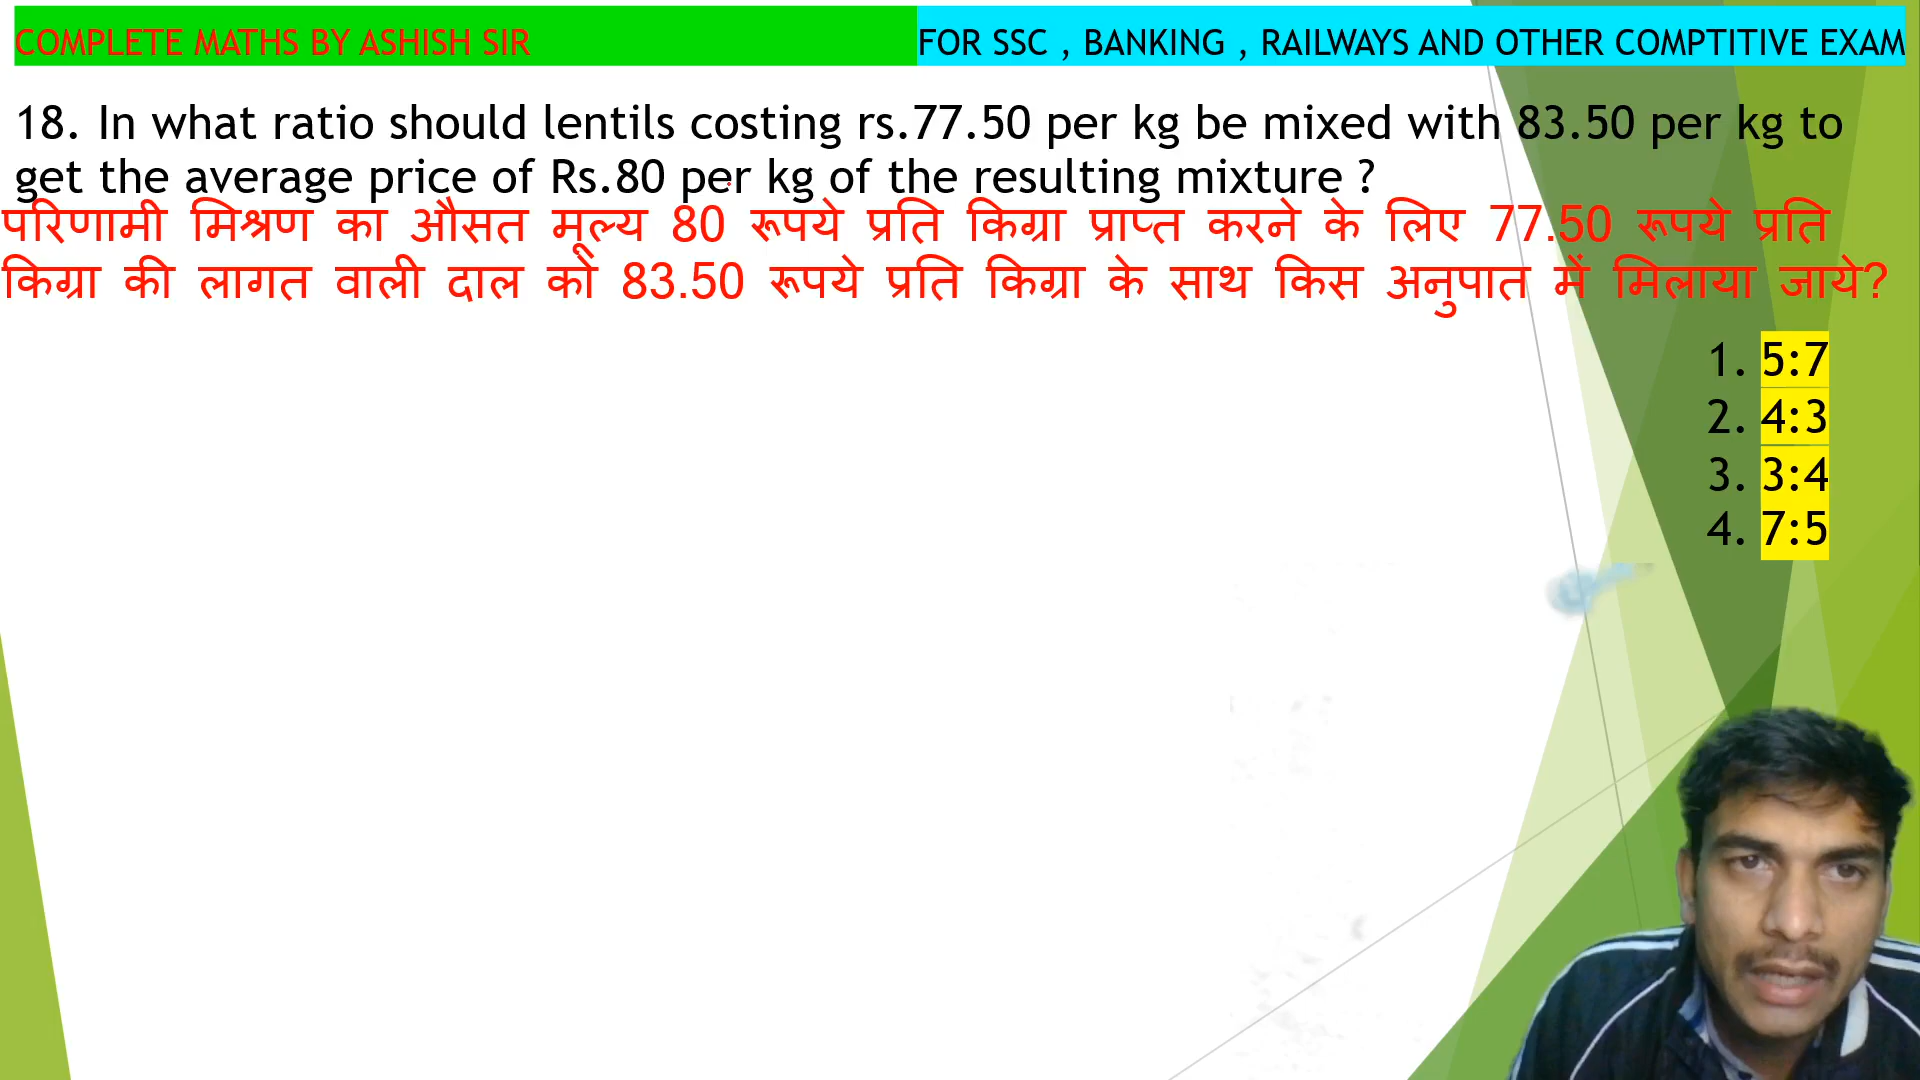 COMPLETE MATHS BY ASHISH SIR FOR SSC , BANKING , RAILWAYS AND OTHER COMPTITIVE EXAM
18. In what ratio should lentils costing rs.77.50 per kg be mixed with 83.50 per kg to
get the average price of Rs.80 per kg of the resulting mixture ?
परिणामी मिश्रण का औसत मूल्य 80 रूपये प्रति किग्रा प्राप्त करने के लिए 77.50 रूपये प्रति
किग्रा की लागत वाली दाल को 83.50 रूपये प्रति किग्रा के साथ किस अनुपात में मिलाया जाये?
1. 5:7
2. 4:3
3. 3:4
4. 7:5